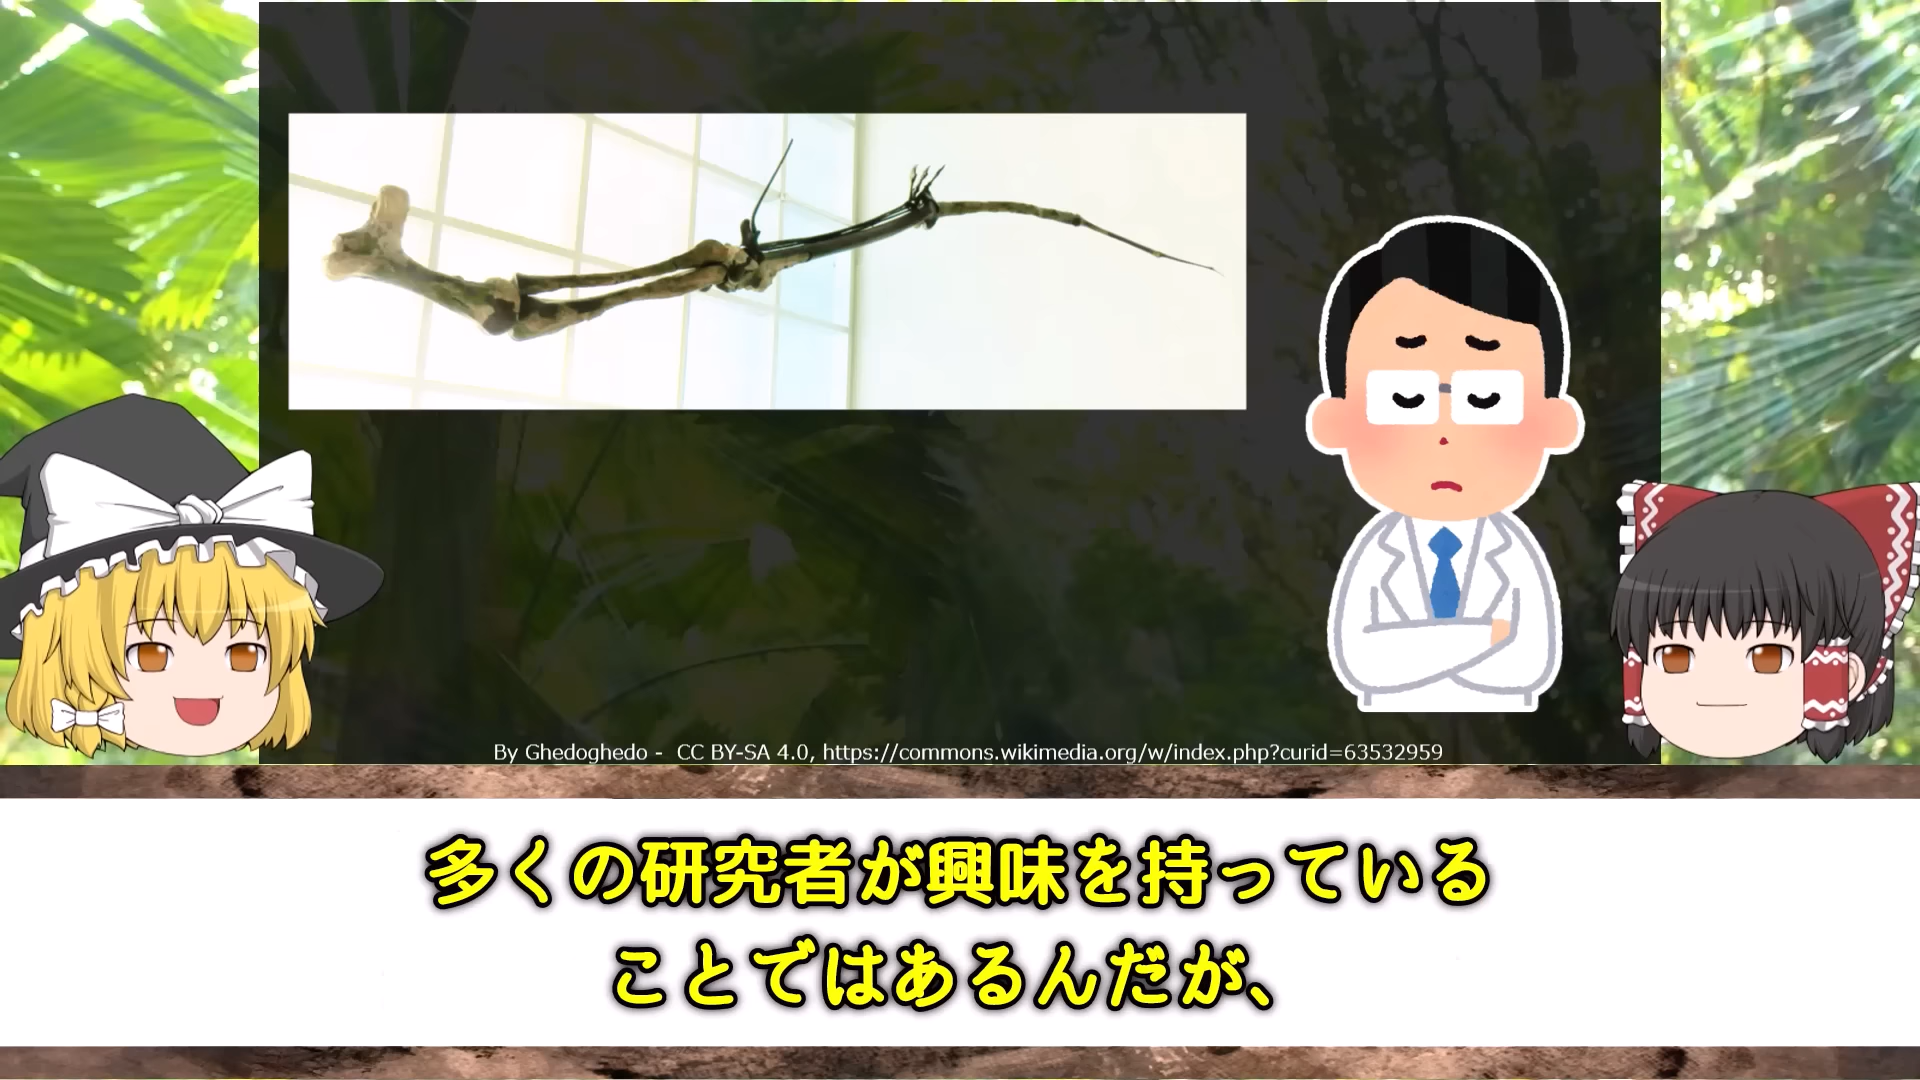 By Ghedoghedo - CC BY-SA 4.0, https://commons.wikimedia.org/w/index.php?curid=63532959
多くの研究者が興味を持っている
ことではあるんだが、